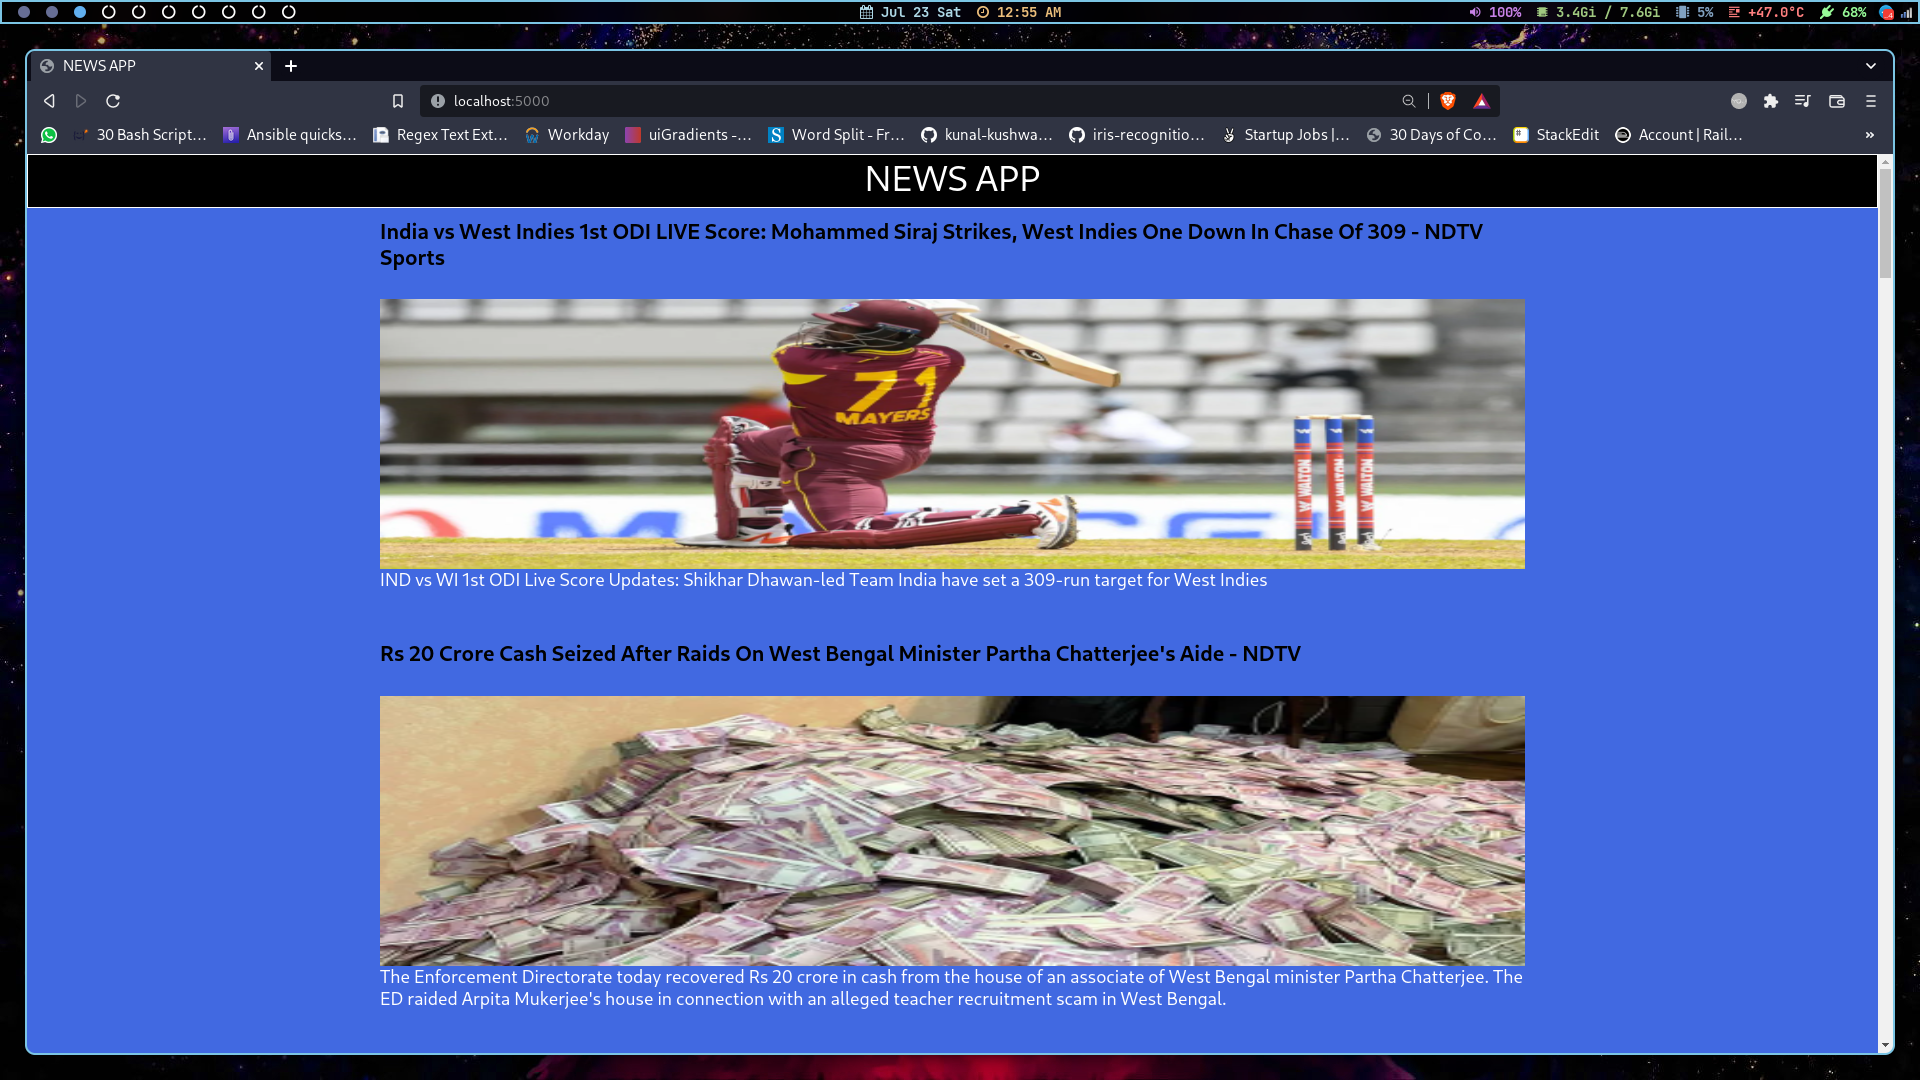 Jul 23 Sat 12:55 AM 100% 3.4Gi / 7.6Gi 5% +47.0°C 68%
NEWS APP
localhost:5000
30 Bash Script... Ansible quicks... Regex Text Ext... Workday uiGradients -... Word Split - Fr... kunal-kushwa... iris-recognitio... Startup Jobs |... 30 Days of Co... StackEdit Account | Rail... »
NEWS APP
India vs West Indies 1st ODI LIVE Score: Mohammed Siraj Strikes, West Indies One Down In Chase Of 309 - NDTV
Sports
71
MAYERS
W WALTON W WALTON W WALTON
IND vs WI 1st ODI Live Score Updates: Shikhar Dhawan-led Team India have set a 309-run target for West Indies
Rs 20 Crore Cash Seized After Raids On West Bengal Minister Partha Chatterjee's Aide - NDTV
The Enforcement Directorate today recovered Rs 20 crore in cash from the house of an associate of West Bengal minister Partha Chatterjee. The
ED raided Arpita Mukerjee's house in connection with an alleged teacher recruitment scam in West Bengal.